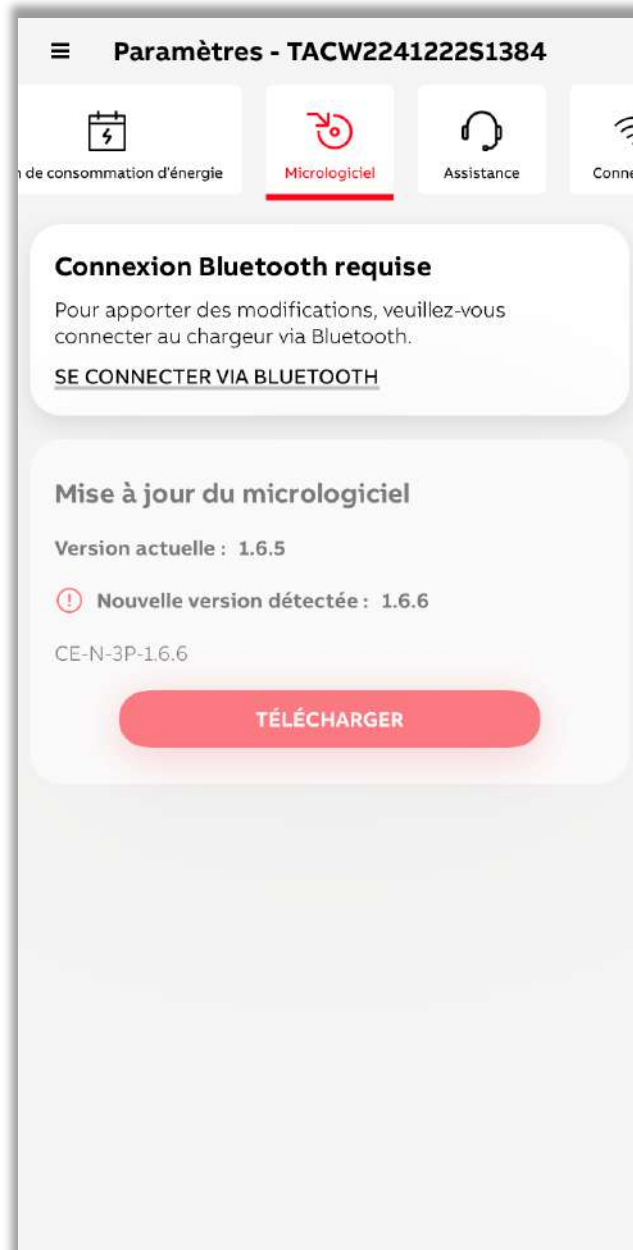 Paramètres - TACW2241222S1384
de consommation d'énergie
Micrologiciel
Assistance
Connexion Bluetooth requise
Pour apporter des modifications, veuillez-vous
connecter au chargeur via Bluetooth.
SE CONNECTER VIA BLUETOOTH
Mise à jour du micrologiciel
Version actuelle : 1.6.5
Nouvelle version détectée : 1.6.6
CE-N-3P-1.6.6
TÉLÉCHARGER